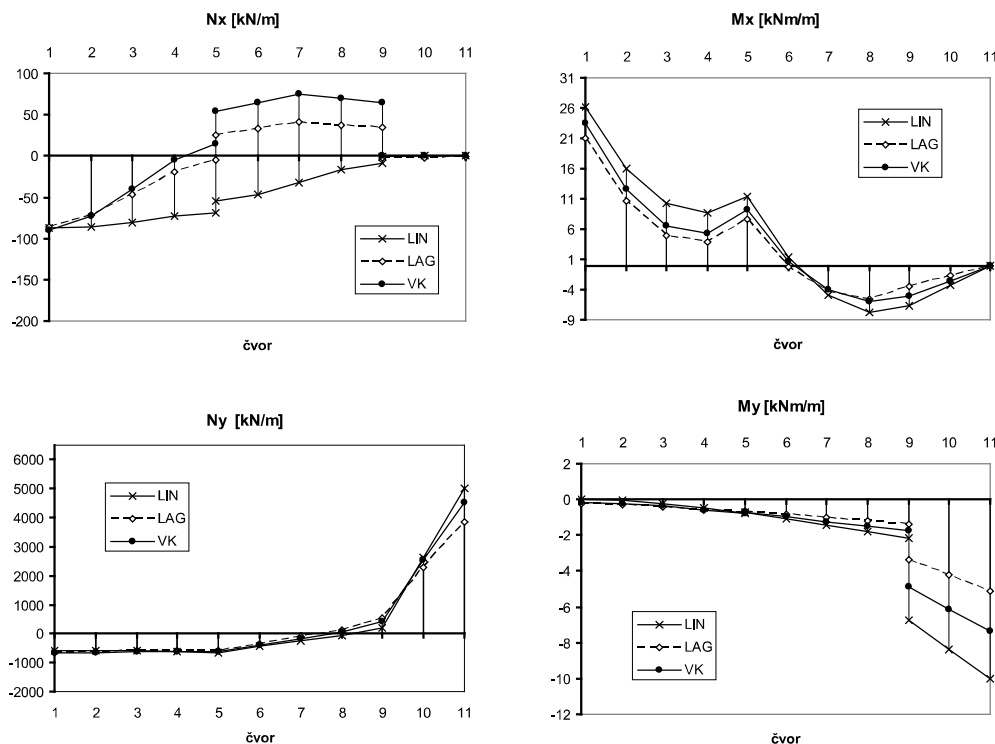 Nx [kN/m]
1 2 3 4 5 6 7 8 9 10 11
100
50
0
-50
-100
-150
-200
LIN
LAG
VK
čvor
Mx [kNm/m]
1 2 3 4 5 6 7 8 9 10 11
31
26
21
16
11
6
1
-4
-9
LIN
LAG
VK
čvor
Ny [kN/m]
6000
5000
4000
3000
2000
1000
0
-1000
-2000
LIN
LAG
VK
1 2 3 4 5 6 7 8 9 10 11
čvor
My [kNm/m]
1 2 3 4 5 6 7 8 9 10 11
2
0
-2
-4
-6
-8
-10
-12
LIN
LAG
VK
čvor